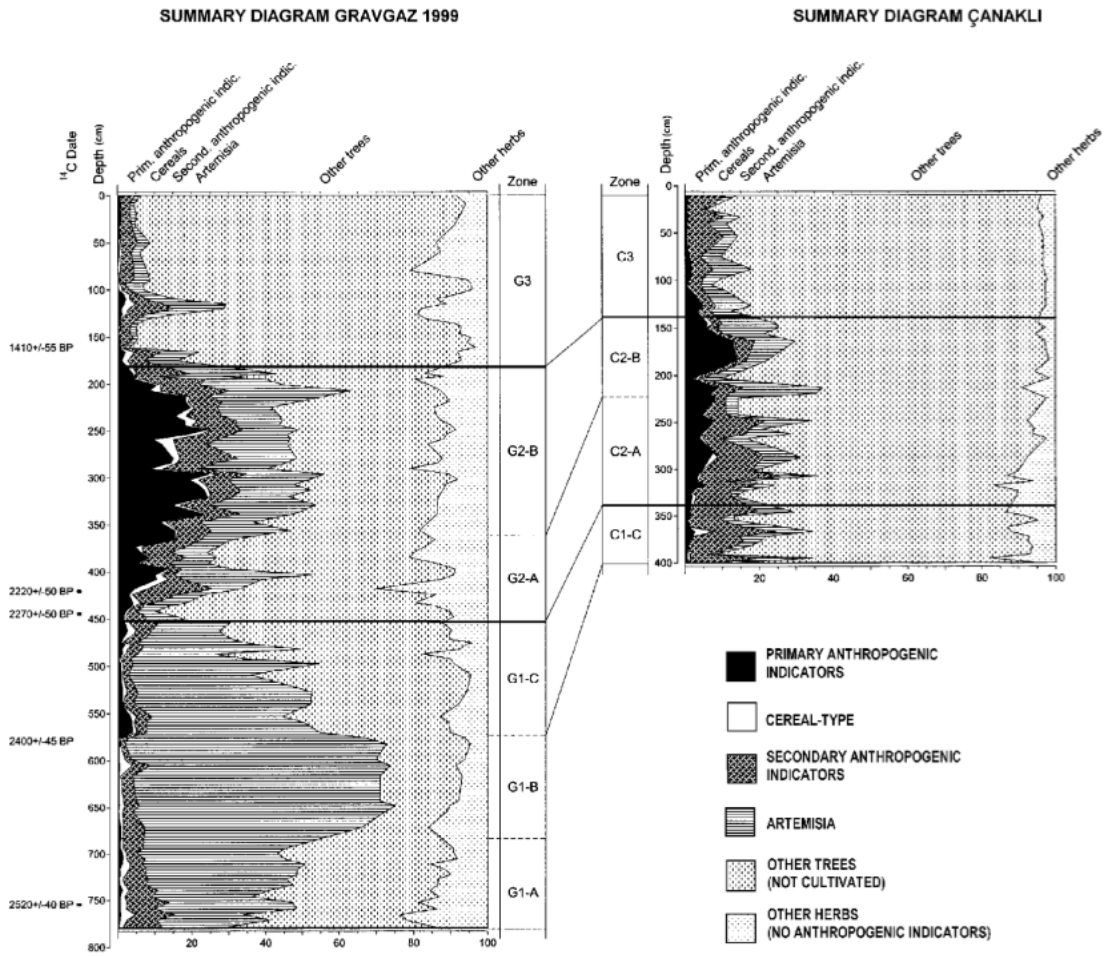 SUMMARY DIAGRAM GRAVGAZ 1999
SUMMARY DIAGRAM ÇANAKLI
14C Date
Depth (cm)
Prim. anthropogenic indic.
Cereals
Second. anthropogenic indic.
Artemisia
Other trees
Other herbs
Zone
0
50
100
150
200
250
300
350
400
450
500
550
600
650
700
750
800
1410+/-55 BP
2220+/-50 BP
2270+/-50 BP
2400+/-45 BP
2520+/-40 BP
20
40
60
80
100
G3
G2-B
G2-A
G1-C
G1-B
G1-A
Zone
C3
C2-B
C2-A
C1-C
Depth (cm)
Prim. anthropogenic indic.
Cereals
Second. anthropogenic indic.
Artemisia
Other trees
Other herbs
0
50
100
150
200
250
300
350
400
20
40
60
80
100
PRIMARY ANTHROPOGENIC
INDICATORS
CEREAL-TYPE
SECONDARY ANTHROPOGENIC
INDICATORS
ARTEMISIA
OTHER TREES
(NOT CULTIVATED)
OTHER HERBS
(NO ANTHROPOGENIC INDICATORS)